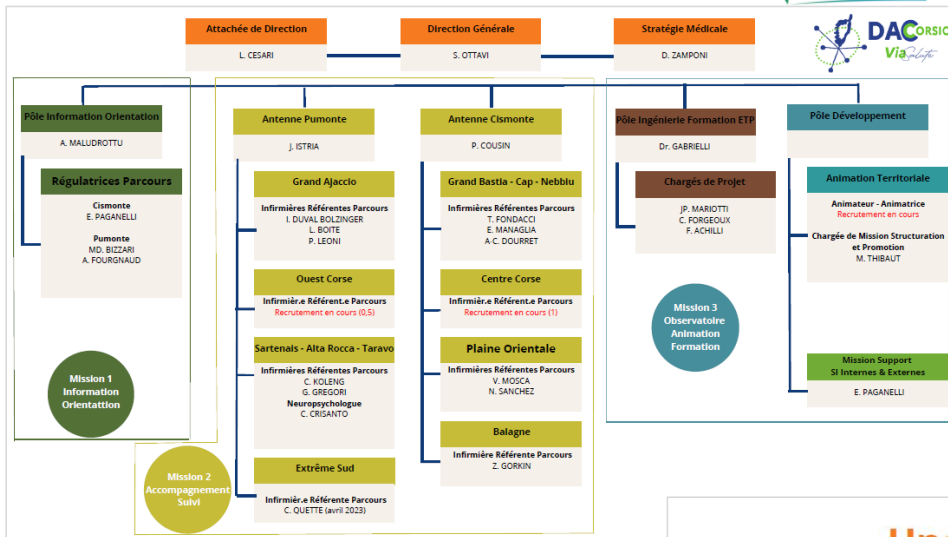 Attachée de Direction
L. CESARI
Direction Générale
S. OTTAVI
Stratégie Médicale
D. ZAMPONI
DAC CORSICA
Via Salute
Pôle Information Orientation
A. MALUDROTTU
Régulatrices Parcours
Cismonte
E. PAGANELLI
Pumonte
MD. BIZZARI
A. FOURGNAUD
Mission 1
Information
Orientattion
Antenne Pumonte
J. ISTRIA
Grand Ajaccio
Infirmières Référentes Parcours
I. DUVAL BOLZINGER
L. BOITE
P. LEONI
Ouest Corse
Infirmièr.e Référent.e Parcours
Recrutement en cours (0,5)
Sartenais - Alta Rocca - Taravo
Infirmières Référentes Parcours
C. KOLENG
G. GREGORI
Neuropsychologue
C. CRISANTO
Extrême Sud
Infirmièr.e Référente Parcours
C. QUETTE (avril 2023)
Mission 2
Accompagnement
Suivi
Antenne Cismonte
P. COUSIN
Grand Bastia - Cap - Nebblu
Infirmières Référentes Parcours
T. FONDACCI
E. MANAGLIA
A-C. DOURRET
Centre Corse
Infirmièr.e Référent.e Parcours
Recrutement en cours (1)
Plaine Orientale
Infirmières Référentes Parcours
V. MOSCA
N. SANCHEZ
Balagne
Infirmière Référente Parcours
Z. GORKIN
Pôle Ingénierie Formation ETP
Dr. GABRIELLI
Chargés de Projet
JP. MARIOTTI
C. FORGEOUX
F. ACHILLI
Mission 3
Observatoire
Animation
Formation
Pôle Développement
Animation Territoriale
Animateur - Animatrice
Recrutement en cours
Chargée de Mission Structuration
et Promotion
M. THIBAUT
Mission Support
SI Internes & Externes
E. PAGANELLI